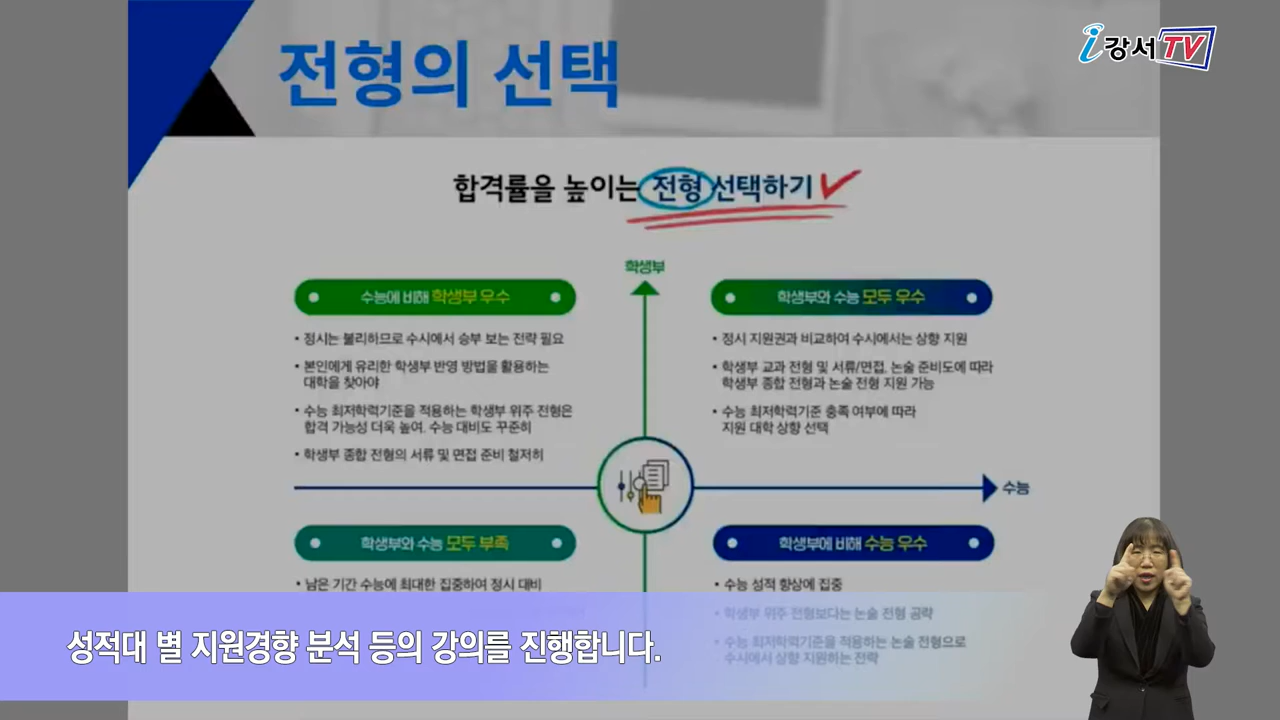 전형의 선택
i강서TV
합격률을 높이는 전형 선택하기
학생부
수능에 비해 학생부 우수
• 정시는 불리하므로 수시에서 승부 보는 전략 필요
• 본인에게 유리한 학생부 반영 방법을 활용하는
대학을 찾아야
• 수능 최저학력기준을 적용하는 학생부 위주 전형은
합격 가능성 더욱 높여. 수능 대비도 꾸준히
• 학생부 종합 전형의 서류 및 면접 준비 철저히
학생부와 수능 모두 우수
• 정시 지원권과 비교하여 수시에서는 상향 지원
• 학생부 교과 전형 및 서류/면접, 논술 준비도에 따라
학생부 종합 전형과 논술 전형 지원 가능
• 수능 최저학력기준 충족 여부에 따라
지원 대학 상향 선택
수능
학생부와 수능 모두 부족
• 남은 기간 수능에 최대한 집중하여 정시 대비
학생부에 비해 수능 우수
• 수능 성적 향상에 집중
• 학생부 위주 전형보다는 논술 전형 공략
• 수능 최저학력기준을 적용하는 논술 전형으로
수시에서 상향 지원하는 전략
성적대 별 지원경향 분석 등의 강의를 진행합니다.